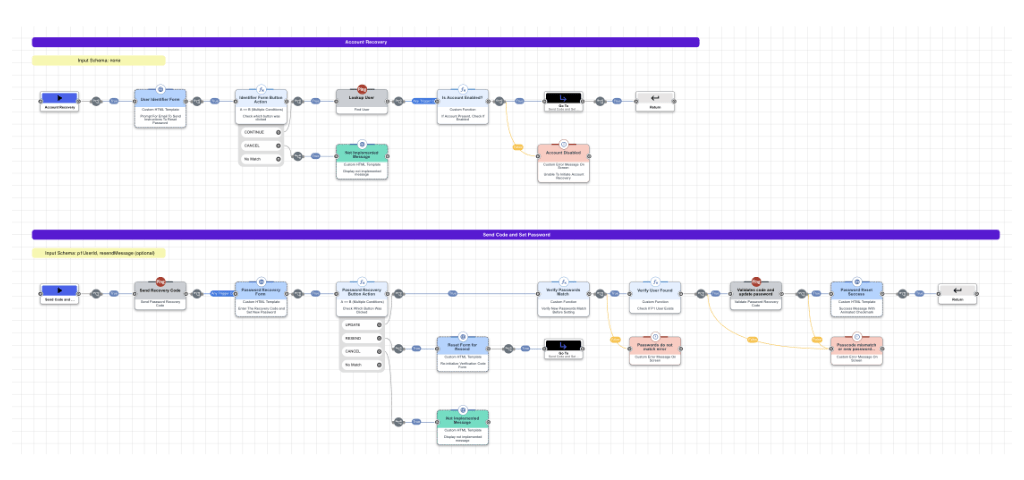 Account Recovery
Input Schema: none
Account Recovery
User Identifier Form
Custom HTML Template
Prompt For Email To Send
Instructions To Reset
Password
Identifier Form Button
Action
A == B (Multiple Conditions)
Check which button was
clicked
CONTINUE
CANCEL
No Match
Lookup User
Find User
Not Implemented
Message
Custom HTML Template
Display not implemented
message
Is Account Enabled?
Custom Function
If Account Present, Check if
Enabled
Go To
Account Disabled
Custom Error Message On
Screen
Unable To Initiate Account
Recovery
Return
Send Code and Set Password
Input Schema: p1UserId, resendMessage (optional)
Send Code and ...
Send Recovery Code
Send Password Recovery
Code
Password Recovery
Form
Custom HTML Template
Enter The Recovery Code and
Set New Password
Password Recovery
Button Action
A == B (Multiple Conditions)
Check Which Button Was
Clicked
RESEND
CANCEL
No Match
Reset Form for
Resend
Custom HTML Template
Re-initialize Verification Code
Form
Go To
Not Implemented
Message
Custom HTML Template
Display not implemented
message
Verify Passwords
Match
Custom Function
Verify New Passwords Match
Before Setting
Passwords do not
match error
Custom Error Message On
Screen
Verify User Found
Custom Function
Check If P1 User Exists
Validate code and
update password
Validate Password Recovery
Code
Password Reset
Success
Custom HTML Template
Success Message With
Animated Checkmark
Passcode mismatch
or new password...
Custom Error Message On
Screen
Return